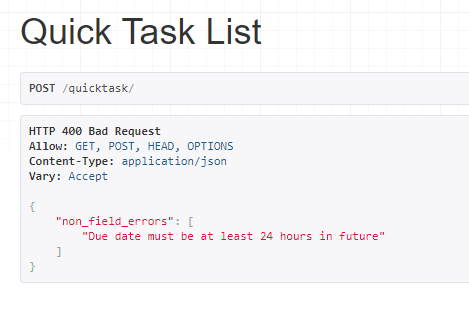 Quick Task List
POST /quicktask/
HTTP 400 Bad Request
Allow: GET, POST, HEAD, OPTIONS
Content-Type: application/json
Vary: Accept
{
"non_field_errors": [
"Due date must be at least 24 hours in future"
]
}